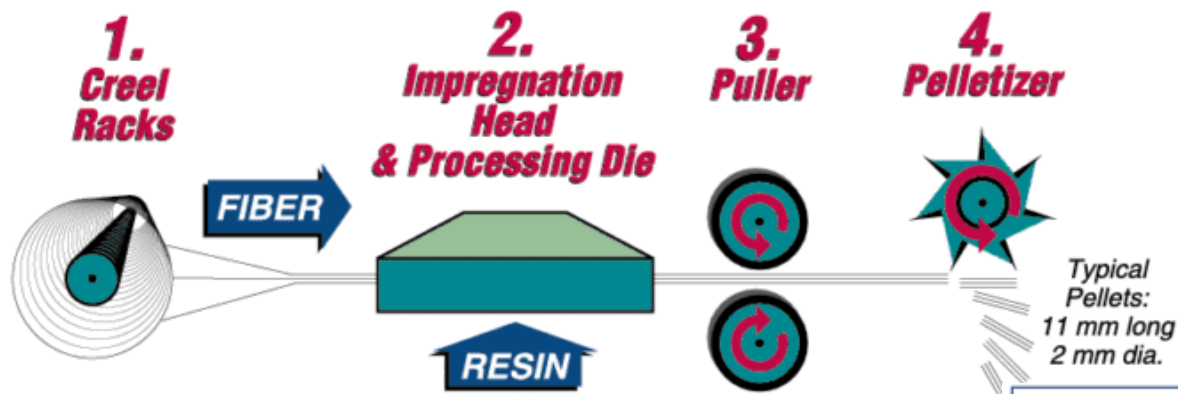 1.
Creel
Racks
2.
Impregnation
Head
& Processing Die
3.
Puller
4.
Pelletizer
FIBER
RESIN
Typical
Pellets:
11 mm long
2 mm dia.